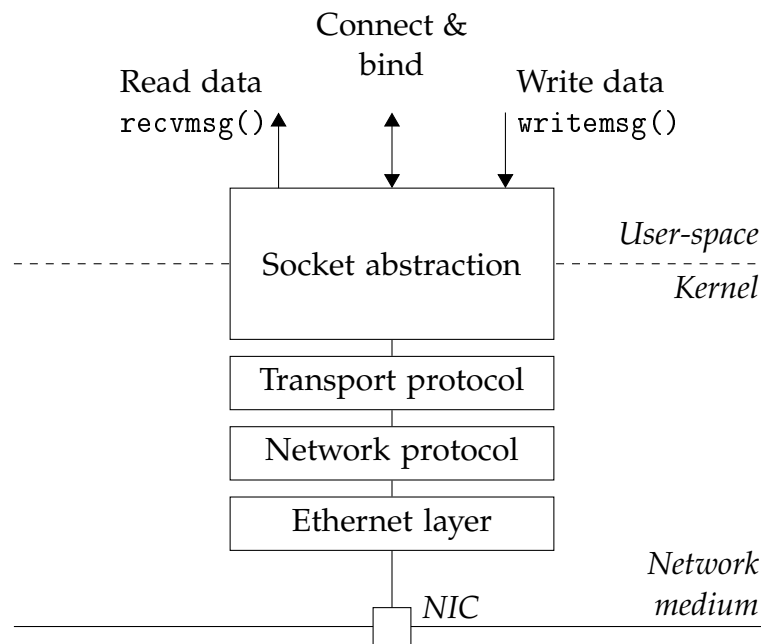 Connect &
bind
Read data
recvmsg()
Write data
writemsg()
User-space
Socket abstraction
Kernel
Transport protocol
Network protocol
Ethernet layer
Network
medium
NIC